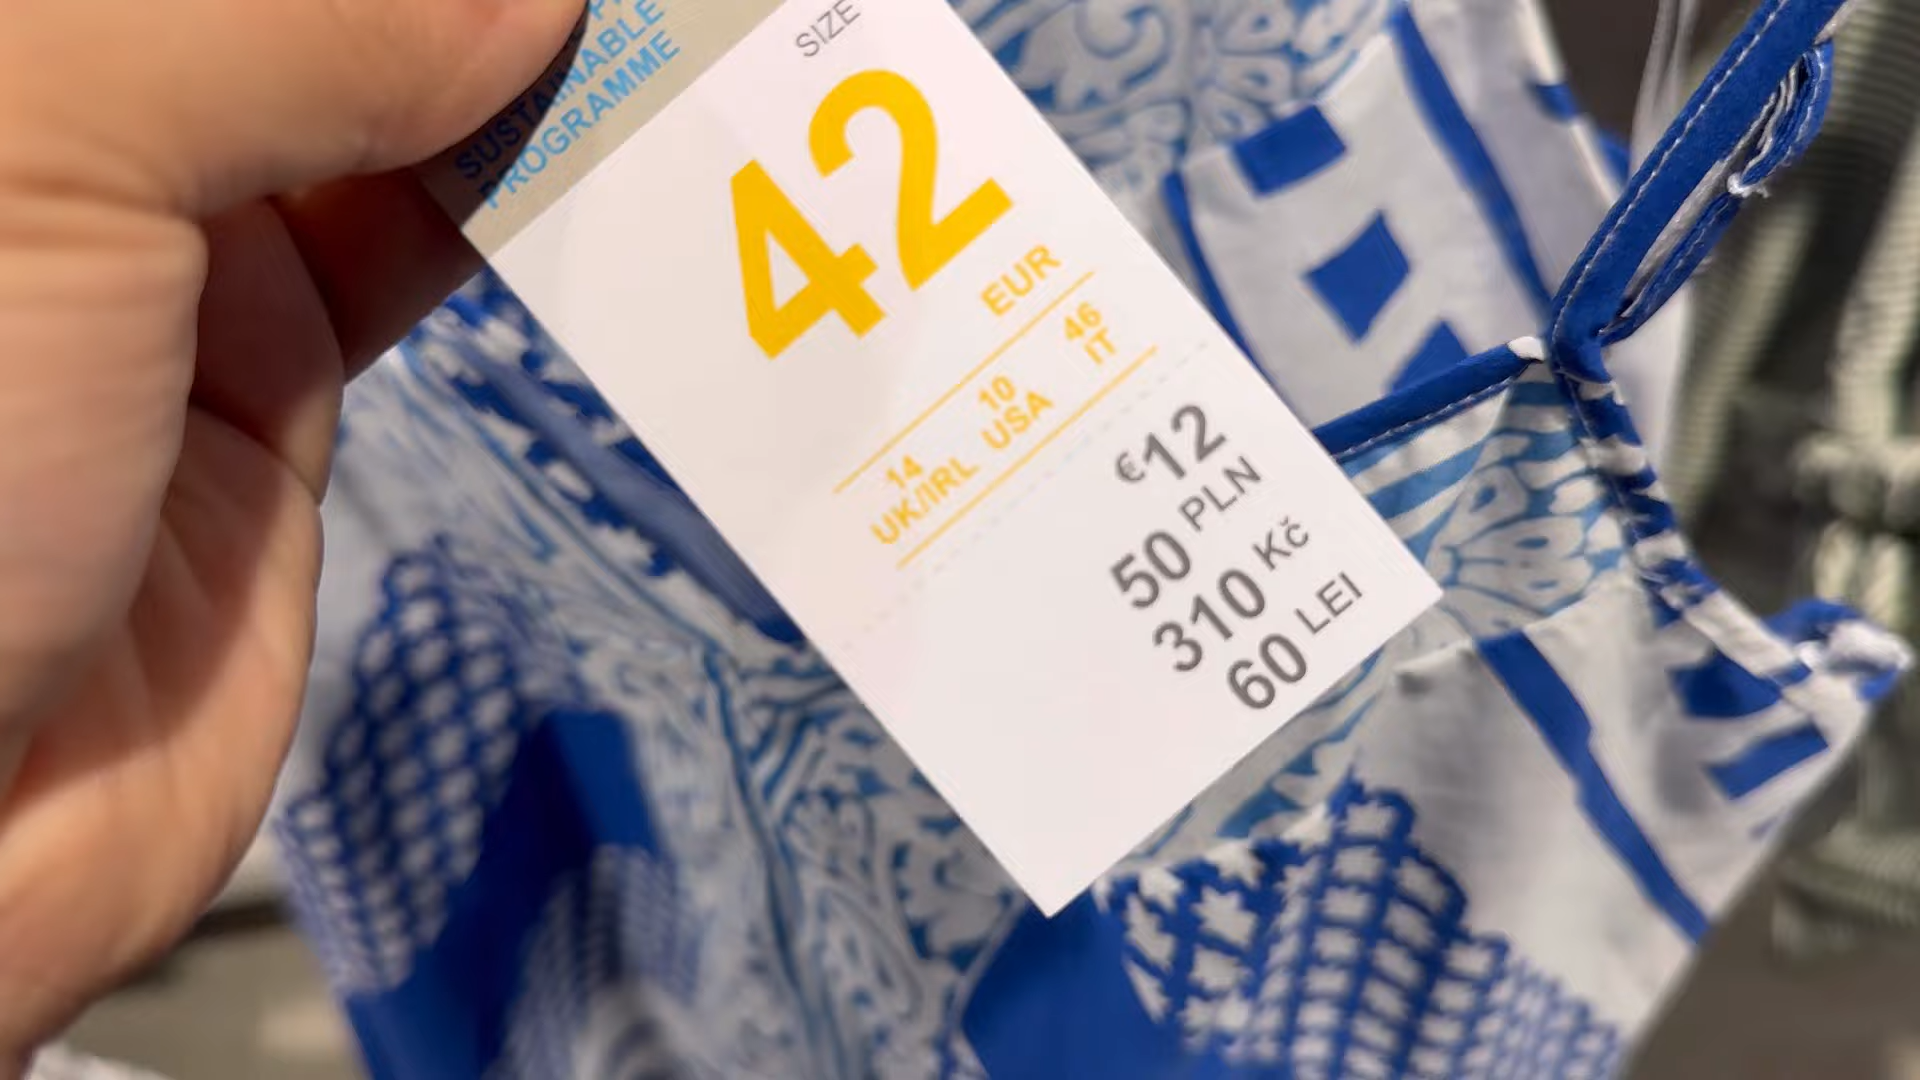 SUSTAINABLE
PROGRAMME
SIZE
42
EUR
14 10 46
UK/IRL USA IT
€12
50 PLN
310 Kč
60 LEI